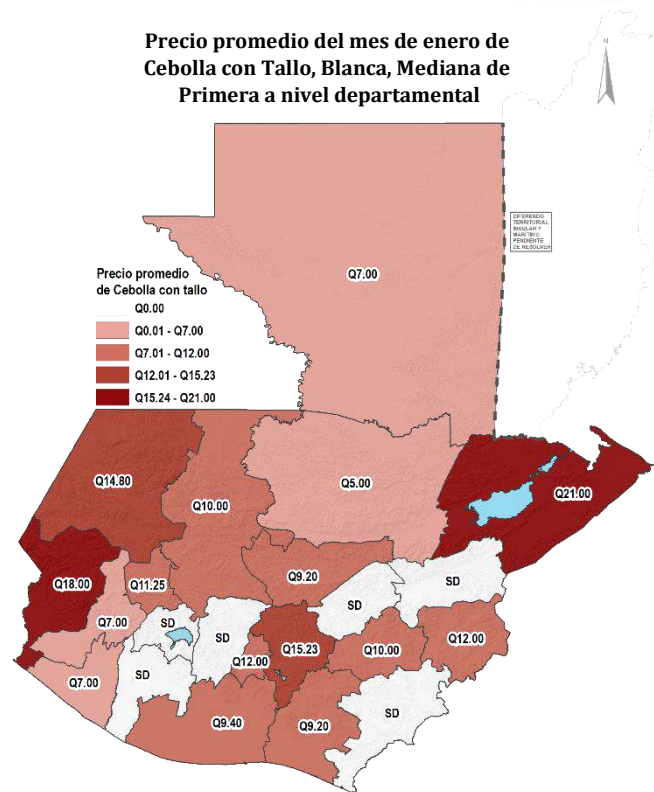 Precio promedio del mes de enero de
Cebolla con Tallo, Blanca, Mediana de
Primera a nivel departamental
N
DIFERENDO
TERRITORIAL
INSULAR Y
MARÍTIMO
PENDIENTE
DE RESOLVER
Q7.00
Precio promedio
de Cebolla con tallo
Q0.00
Q0.01 - Q7.00
Q7.01 - Q12.00
Q12.01 - Q15.23
Q15.24 - Q21.00
Q14.80
Q10.00
Q5.00
Q21.00
Q18.00
Q11.25
Q9.20
SD
SD
Q7.00
SD
SD
Q12.00
Q15.23
Q10.00
Q12.00
Q7.00
SD
Q9.40
Q9.20
SD